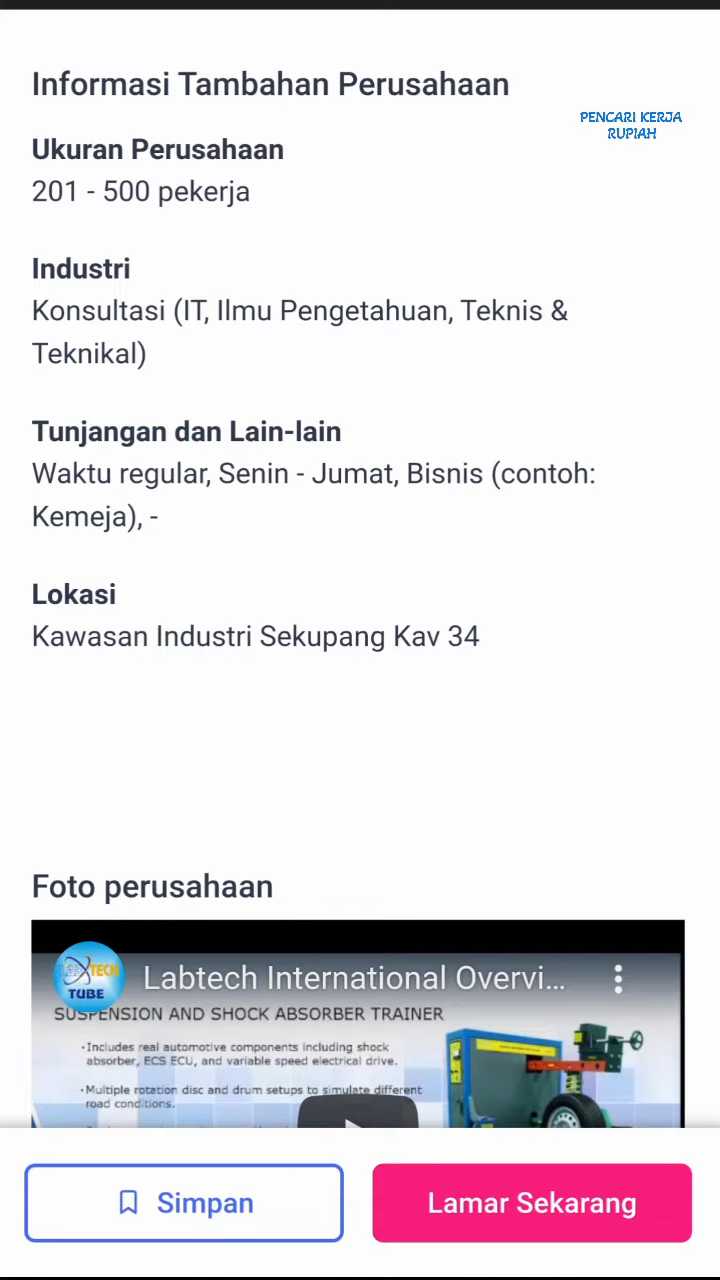 Informasi Tambahan Perusahaan
PENCARI KERJA
RUPIAH
Ukuran Perusahaan
201 - 500 pekerja
Industri
Konsultasi (IT, Ilmu Pengetahuan, Teknis &
Teknikal)
Tunjangan dan Lain-lain
Waktu regular, Senin - Jumat, Bisnis (contoh:
Kemeja), -
Lokasi
Kawasan Industri Sekupang Kav 34
Foto perusahaan
LABTECH
TUBE
Labtech International Overvi...
SUSPENSION AND SHOCK ABSORBER TRAINER
•Includes real automotive components including shock
absorber, ECS ECU, and variable speed electrical drive.
•Multiple rotation disc and drum setups to simulate different
road conditions.
Simpan
Lamar Sekarang